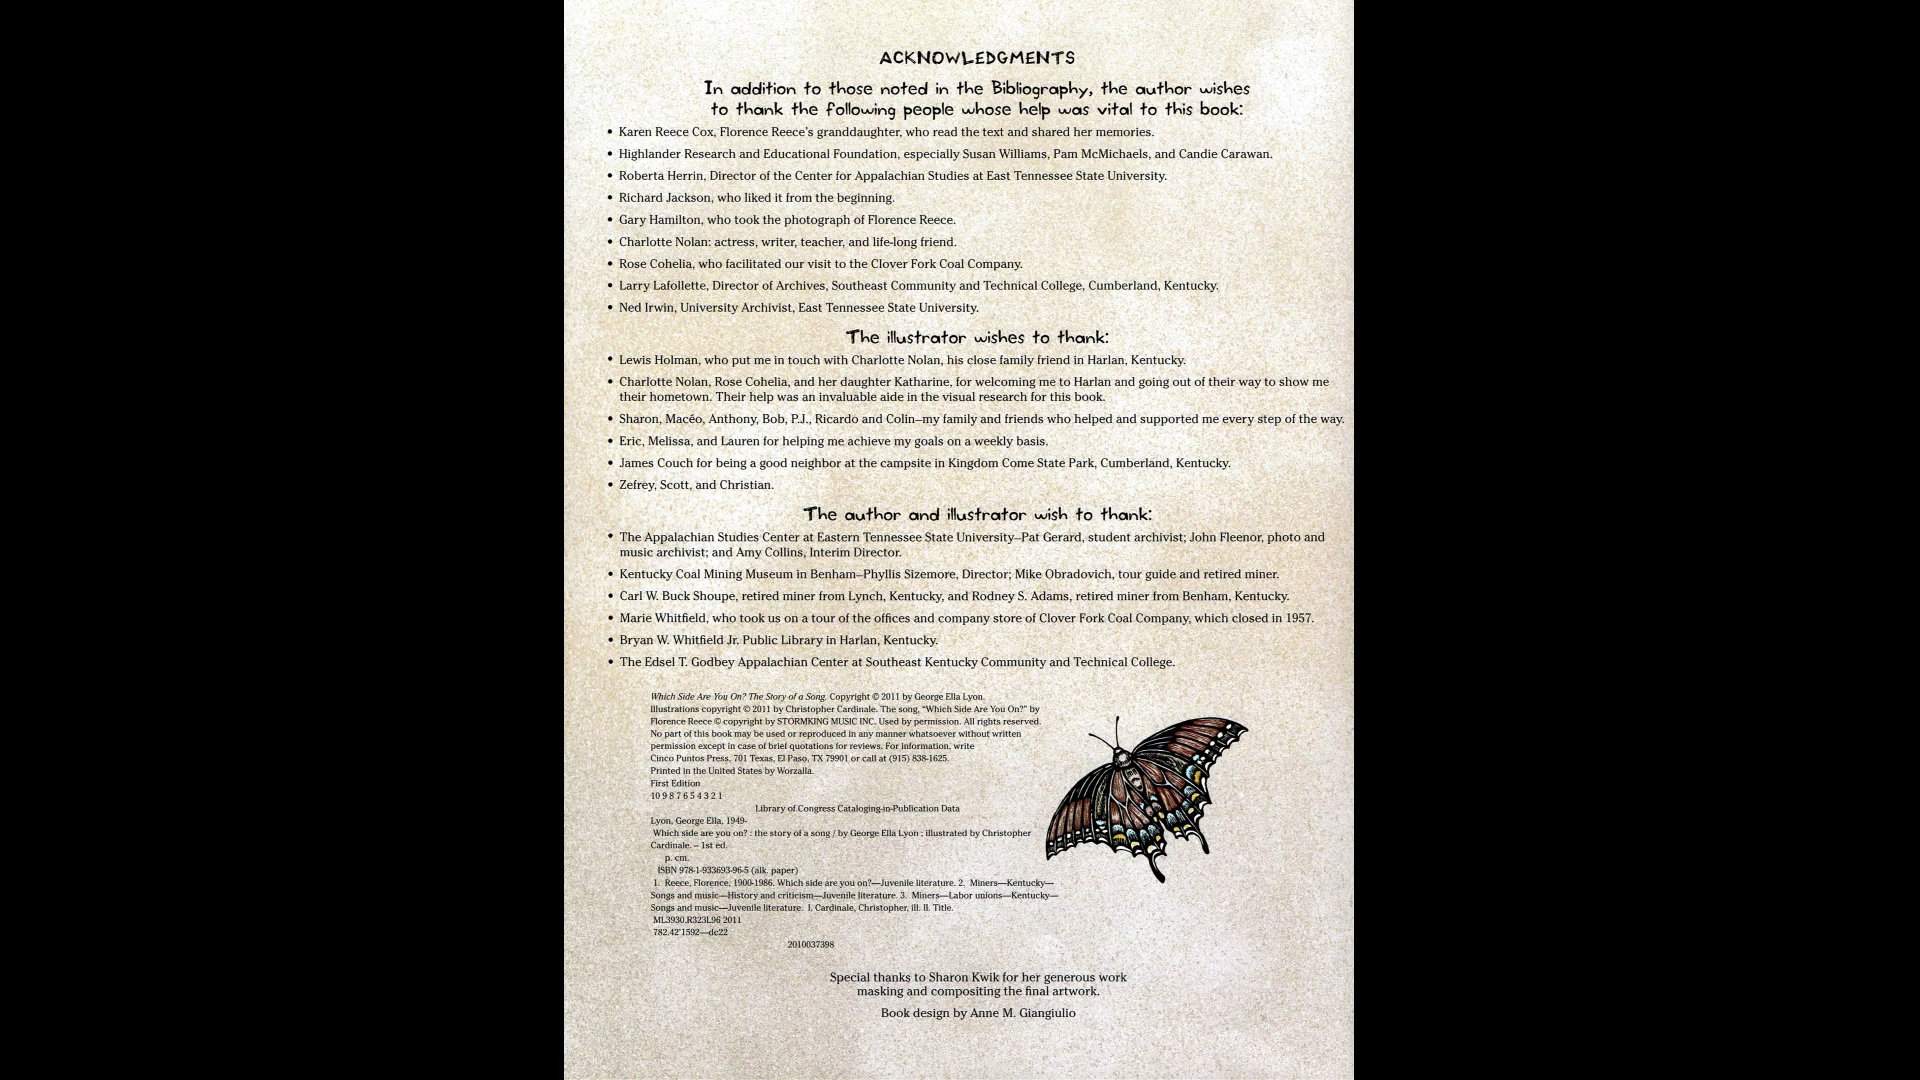 ACKNOWLEDGMENTS
In addition to those noted in the Bibliography, the author wishes
to thank the following people whose help was vital to this book:
• Karen Reece Cox, Florence Reece's granddaughter, who read the text and shared her memories.
• Highlander Research and Educational Foundation, especially Susan Williams, Pam McMichaels, and Candie Carawan.
• Roberta Herrin, Director of the Center for Appalachian Studies at East Tennessee State University.
• Richard Jackson, who liked it from the beginning.
• Gary Hamilton, who took the photograph of Florence Reece.
• Charlotte Nolan: actress, writer, teacher, and life-long friend.
• Rose Cohelia, who facilitated our visit to the Clover Fork Coal Company.
• Larry Lafollette, Director of Archives, Southeast Community and Technical College, Cumberland, Kentucky.
• Ned Irwin, University Archivist, East Tennessee State University.
The illustrator wishes to thank:
• Lewis Holman, who put me in touch with Charlotte Nolan, his close family friend in Harlan, Kentucky.
• Charlotte Nolan, Rose Cohelia, and her daughter Katharine, for welcoming me to Harlan and going out of their way to show me
their hometown. Their help was an invaluable aide in the visual research for this book.
• Sharon, Macéo, Anthony, Bob, P.J., Ricardo and Colin—my family and friends who helped and supported me every step of the way.
• Eric, Melissa, and Lauren for helping me achieve my goals on a weekly basis.
• James Couch for being a good neighbor at the campsite in Kingdom Come State Park, Cumberland, Kentucky.
• Zefrey, Scott, and Christian.
The author and illustrator wish to thank:
• The Appalachian Studies Center at Eastern Tennessee State University—Pat Gerard, student archivist; John Fleenor, photo and
music archivist; and Amy Collins, Interim Director.
• Kentucky Coal Mining Museum in Benham—Phyllis Sizemore, Director; Mike Obradovich, tour guide and retired miner.
• Carl W. Buck Shoupe, retired miner from Lynch, Kentucky, and Rodney S. Adams, retired miner from Benham, Kentucky.
• Marie Whitfield, who took us on a tour of the offices and company store of Clover Fork Coal Company, which closed in 1957.
• Bryan W. Whitfield Jr. Public Library in Harlan, Kentucky.
• The Edsel T. Godbey Appalachian Center at Southeast Kentucky Community and Technical College.
Which Side Are You On? The Story of a Song. Copyright © 2011 by George Ella Lyon.
Illustrations copyright © 2011 by Christopher Cardinale. The song, "Which Side Are You On?" by
Florence Reece © copyright by STORMKING MUSIC INC. Used by permission. All rights reserved.
No part of this book may be used or reproduced in any manner whatsoever without written
permission except in case of brief quotations for reviews. For information, write
Cinco Puntos Press, 701 Texas, El Paso, TX 79901 or call at (915) 838-1625.
Printed in the United States by Worzalla.
First Edition
10 9 8 7 6 5 4 3 2 1
Library of Congress Cataloging-in-Publication Data
Lyon, George Ella, 1949-
Which side are you on? : the story of a song / by George Ella Lyon ; illustrated by Christopher
Cardinale. – 1st ed.
p. cm.
ISBN 978-1-933693-96-5 (alk. paper)
1. Reece, Florence, 1900-1986. Which side are you on?—Juvenile literature. 2. Miners—Kentucky—
Songs and music—History and criticism—Juvenile literature. 3. Miners—Labor unions—Kentucky—
Songs and music—Juvenile literature. I. Cardinale, Christopher, ill. II. Title.
ML3930.R323L96 2011
782.42'1592—dc22
2010037398
Special thanks to Sharon Kwik for her generous work
masking and compositing the final artwork.
Book design by Anne M. Giangiulio